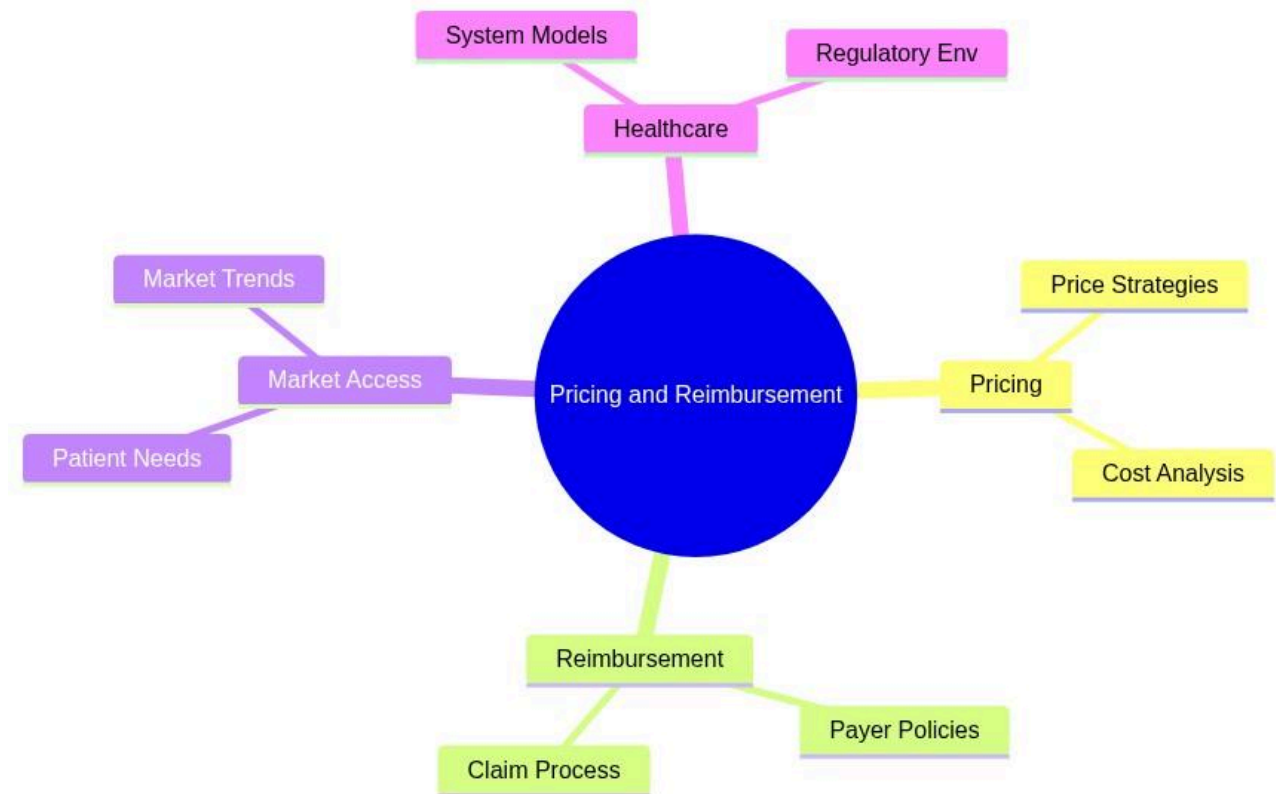 System Models
Regulatory Env
Healthcare
Market Trends
Price Strategies
Market Access
Pricing and Reimbursement
Pricing
Patient Needs
Cost Analysis
Reimbursement
Payer Policies
Claim Process